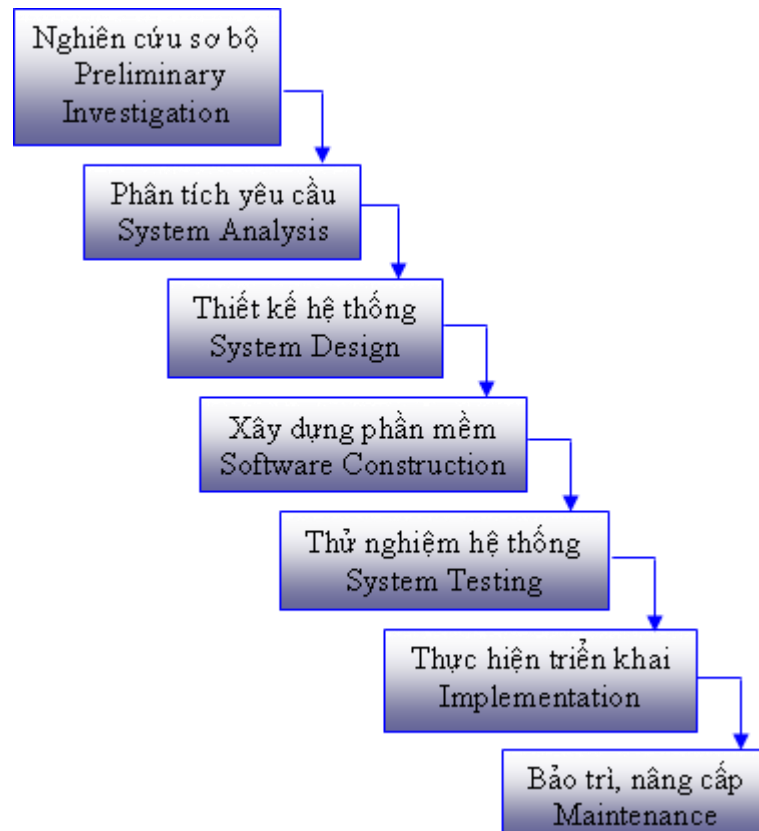 Nghiên cứu sơ bộ
Preliminary
Investigation
Phân tích yêu cầu
System Analysis
Thiết kế hệ thống
System Design
Xây dựng phần mềm
Software Construction
Thử nghiệm hệ thống
System Testing
Thực hiện triển khai
Implementation
Bảo trì, nâng cấp
Maintenance